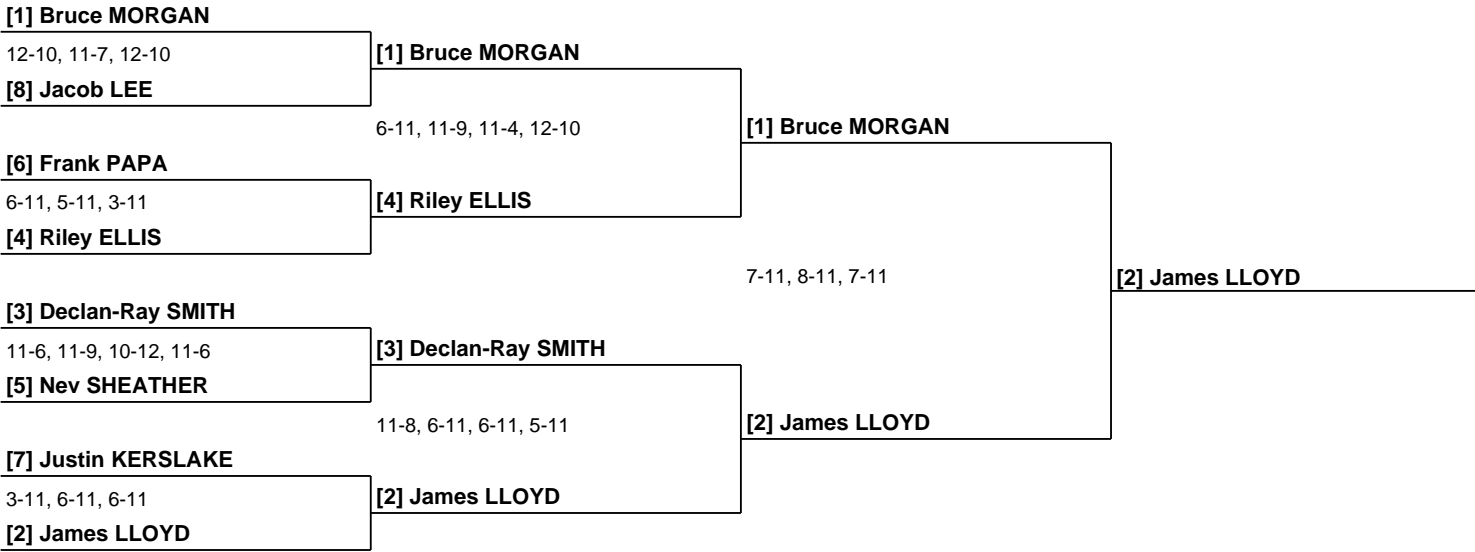 [1] Bruce MORGAN
12-10, 11-7, 12-10
[1] Bruce MORGAN
[8] Jacob LEE
6-11, 11-9, 11-4, 12-10
[1] Bruce MORGAN
[6] Frank PAPA
6-11, 5-11, 3-11
[4] Riley ELLIS
[4] Riley ELLIS
7-11, 8-11, 7-11
[2] James LLOYD
[3] Declan-Ray SMITH
11-6, 11-9, 10-12, 11-6
[3] Declan-Ray SMITH
[5] Nev SHEATHER
11-8, 6-11, 6-11, 5-11
[2] James LLOYD
[7] Justin KERSLAKE
3-11, 6-11, 6-11
[2] James LLOYD
[2] James LLOYD